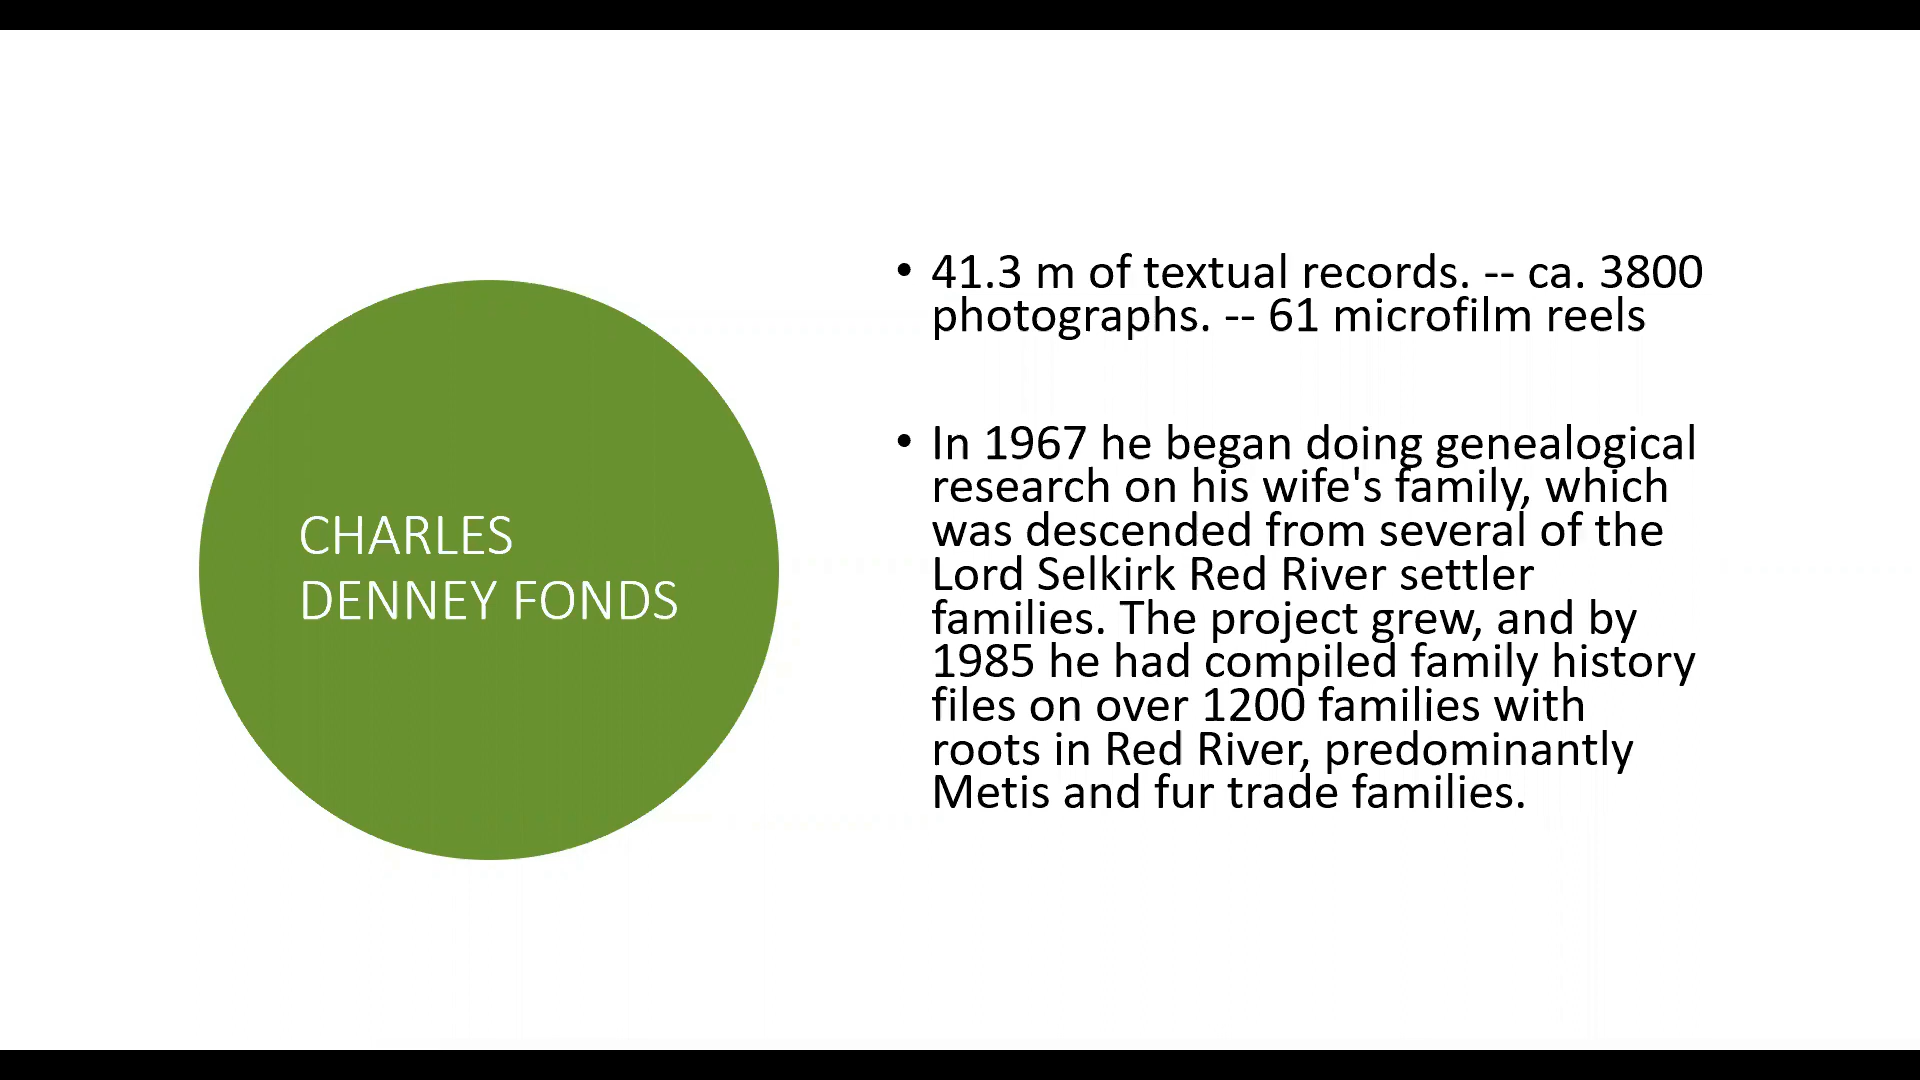 CHARLES
DENNEY FONDS
• 41.3 m of textual records. -- ca. 3800
photographs. -- 61 microfilm reels
• In 1967 he began doing genealogical
research on his wife's family, which
was descended from several of the
Lord Selkirk Red River settler
families. The project grew, and by
1985 he had compiled family history
files on over 1200 families with
roots in Red River, predominantly
Metis and fur trade families.